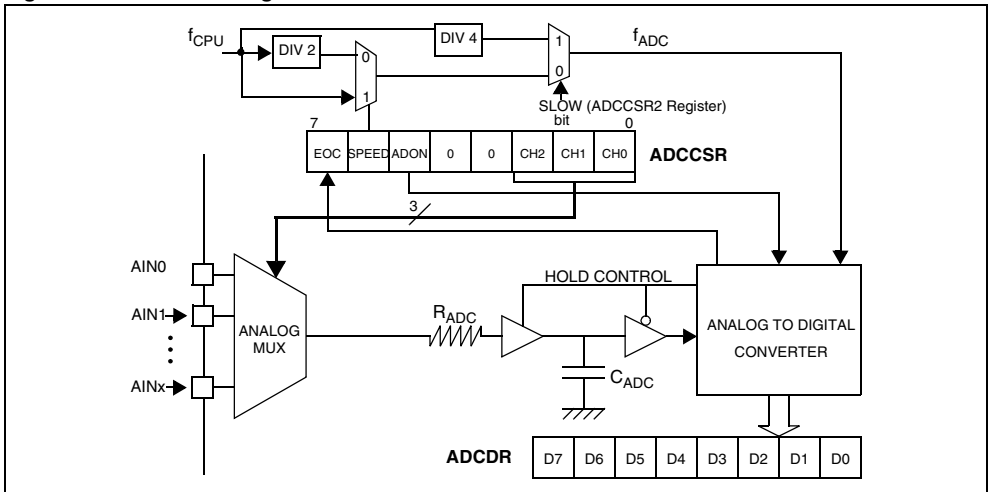 fCPU
DIV 2
DIV 4
fADC
0
1
1
0
SLOW (ADCCSR2 Register)
bit
7
0
EOC SPEED ADON 0 0 CH2 CH1 CH0
ADCCSR
3
AIN0
AIN1
AINx
ANALOG
MUX
RADC
HOLD CONTROL
CADC
ANALOG TO DIGITAL
CONVERTER
ADCDR
D7 D6 D5 D4 D3 D2 D1 D0